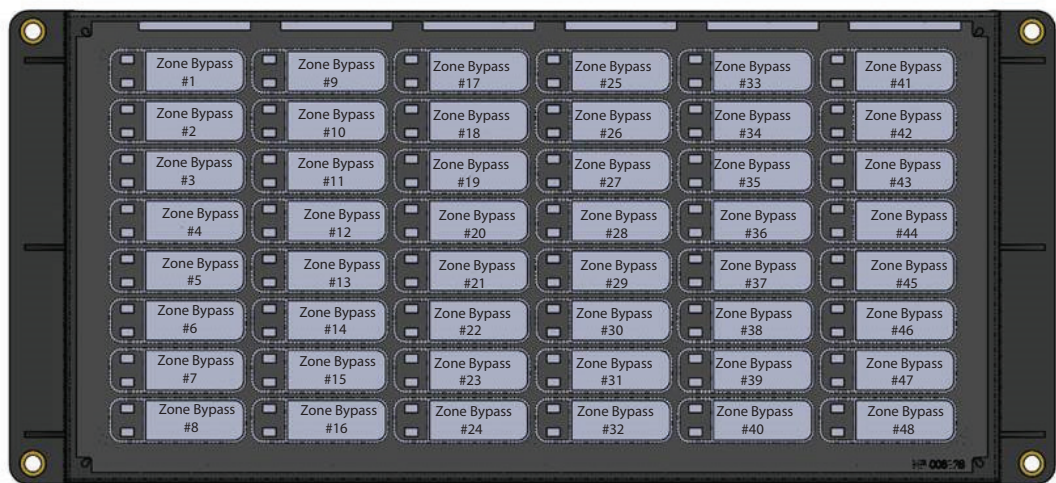 Zone Bypass
#1
Zone Bypass
#9
Zone Bypass
#17
Zone Bypass
#25
Zone Bypass
#33
Zone Bypass
#41
Zone Bypass
#2
Zone Bypass
#10
Zone Bypass
#18
Zone Bypass
#26
Zone Bypass
#34
Zone Bypass
#42
Zone Bypass
#3
Zone Bypass
#11
Zone Bypass
#19
Zone Bypass
#27
Zone Bypass
#35
Zone Bypass
#43
Zone Bypass
#4
Zone Bypass
#12
Zone Bypass
#20
Zone Bypass
#28
Zone Bypass
#36
Zone Bypass
#44
Zone Bypass
#5
Zone Bypass
#13
Zone Bypass
#21
Zone Bypass
#29
Zone Bypass
#37
Zone Bypass
#45
Zone Bypass
#6
Zone Bypass
#14
Zone Bypass
#22
Zone Bypass
#30
Zone Bypass
#38
Zone Bypass
#46
Zone Bypass
#7
Zone Bypass
#15
Zone Bypass
#23
Zone Bypass
#31
Zone Bypass
#39
Zone Bypass
#47
Zone Bypass
#8
Zone Bypass
#16
Zone Bypass
#24
Zone Bypass
#32
Zone Bypass
#40
Zone Bypass
#48